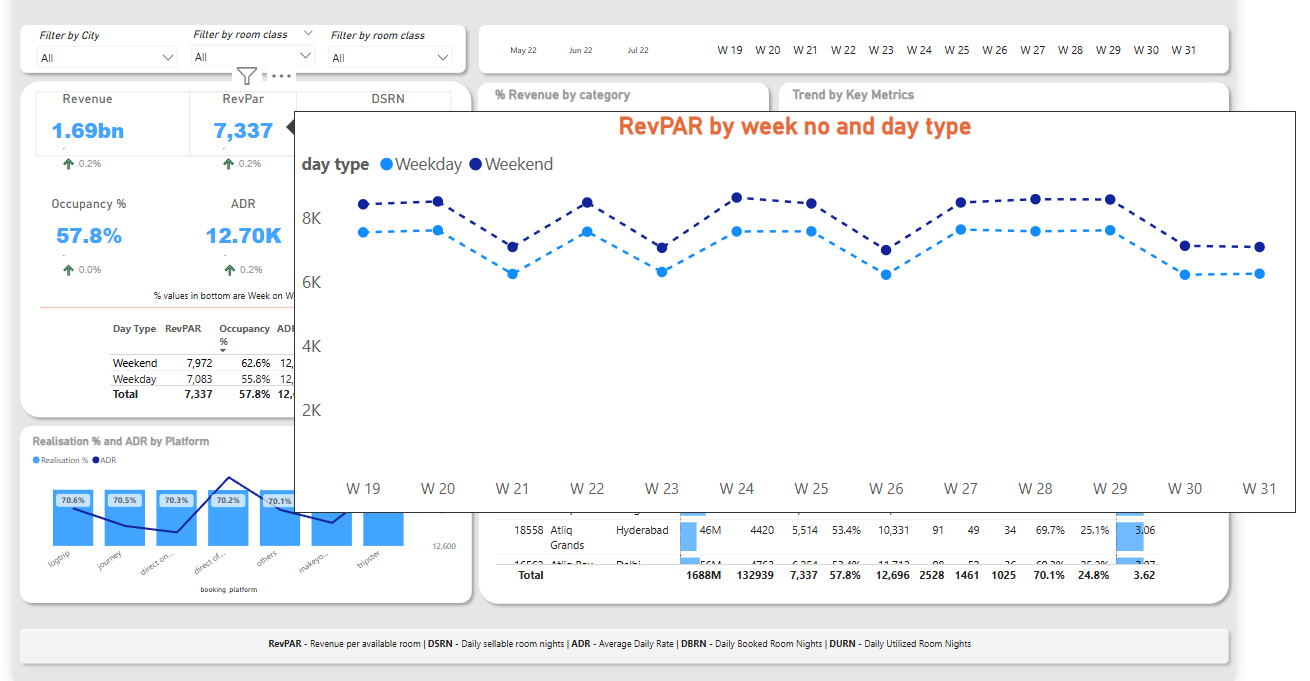 Filter by City
Filter by room class
Filter by room class
All
All
All
May 22 Jun 22 Jul 22
W 19 W 20 W 21 W 22 W 23 W 24 W 25 W 26 W 27 W 28 W 29 W 30 W 31
Revenue
RevPar
DSRN
1.69bn
7,337
0.2%
0.2%
Occupancy %
ADR
57.8%
12.70K
0.0%
0.2%
% values in bottom are Week on W
Day Type RevPAR Occupancy % ADR
Weekend 7,972 62.6% 12,
Weekday 7,083 55.8% 12,
Total 7,337 57.8% 12,
% Revenue by category
Trend by Key Metrics
RevPAR by week no and day type
day type Weekday Weekend
8K
6K
4K
2K
W 19 W 20 W 21 W 22 W 23 W 24 W 25 W 26 W 27 W 28 W 29 W 30 W 31
Realisation % and ADR by Platform
Realisation % ADR
70.6% 70.5% 70.3% 70.2% 70.1%
12,600
logtrip journey direct on... direct of... others makeyo... tripster
booking_platform
18558 Atliq Hyderabad 46M 4420 5,514 53.4% 10,331 91 49 34 69.7% 25.1% 3.06
Grands
Total 1688M 132939 7,337 57.8% 12,696 2528 1461 1025 70.1% 24.8% 3.62
RevPAR - Revenue per available room | DSRN - Daily sellable room nights | ADR - Average Daily Rate | DBRN - Daily Booked Room Nights | DURN - Daily Utilized Room Nights